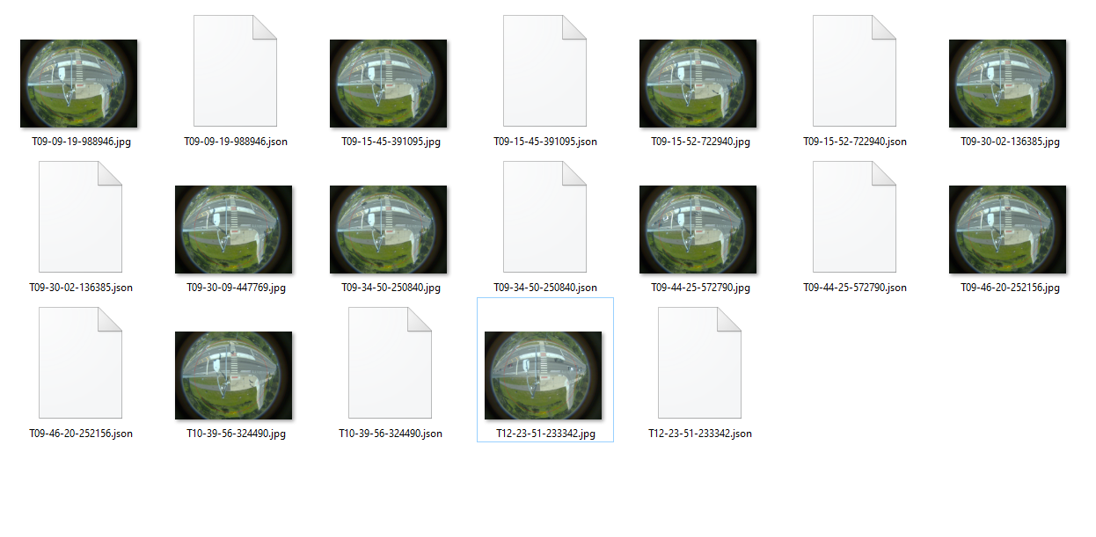 T09-09-19-988946.jpg
T09-09-19-988946.json
T09-15-45-391095.jpg
T09-15-45-391095.json
T09-15-52-722940.jpg
T09-15-52-722940.json
T09-30-02-136385.jpg
T09-30-02-136385.json
T09-30-09-447769.jpg
T09-34-50-250840.jpg
T09-34-50-250840.json
T09-44-25-572790.jpg
T09-44-25-572790.json
T09-46-20-252156.jpg
T09-46-20-252156.json
T10-39-56-324490.jpg
T10-39-56-324490.json
T12-23-51-233342.jpg
T12-23-51-233342.json